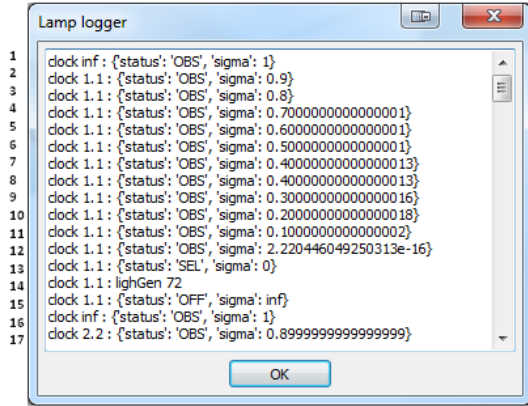 Lamp logger
1 clock inf : {'status': 'OBS', 'sigma': 1}
2 clock 1.1 : {'status': 'OBS', 'sigma': 0.9}
3 clock 1.1 : {'status': 'OBS', 'sigma': 0.8}
4 clock 1.1 : {'status': 'OBS', 'sigma': 0.7000000000000001}
5 clock 1.1 : {'status': 'OBS', 'sigma': 0.6000000000000001}
6 clock 1.1 : {'status': 'OBS', 'sigma': 0.5000000000000001}
7 clock 1.1 : {'status': 'OBS', 'sigma': 0.40000000000000013}
8 clock 1.1 : {'status': 'OBS', 'sigma': 0.40000000000000013}
9 clock 1.1 : {'status': 'OBS', 'sigma': 0.30000000000000016}
10 clock 1.1 : {'status': 'OBS', 'sigma': 0.20000000000000018}
11 clock 1.1 : {'status': 'OBS', 'sigma': 0.1000000000000002}
12 clock 1.1 : {'status': 'OBS', 'sigma': 2.220446049250313e-16}
13 clock 1.1 : {'status': 'SEL', 'sigma': 0}
14 clock 1.1 : lighGen 72
15 clock 1.1 : {'status': 'OFF', 'sigma': inf}
16 clock inf : {'status': 'OBS', 'sigma': 1}
17 clock 2.2 : {'status': 'OBS', 'sigma': 0.8999999999999999}
OK